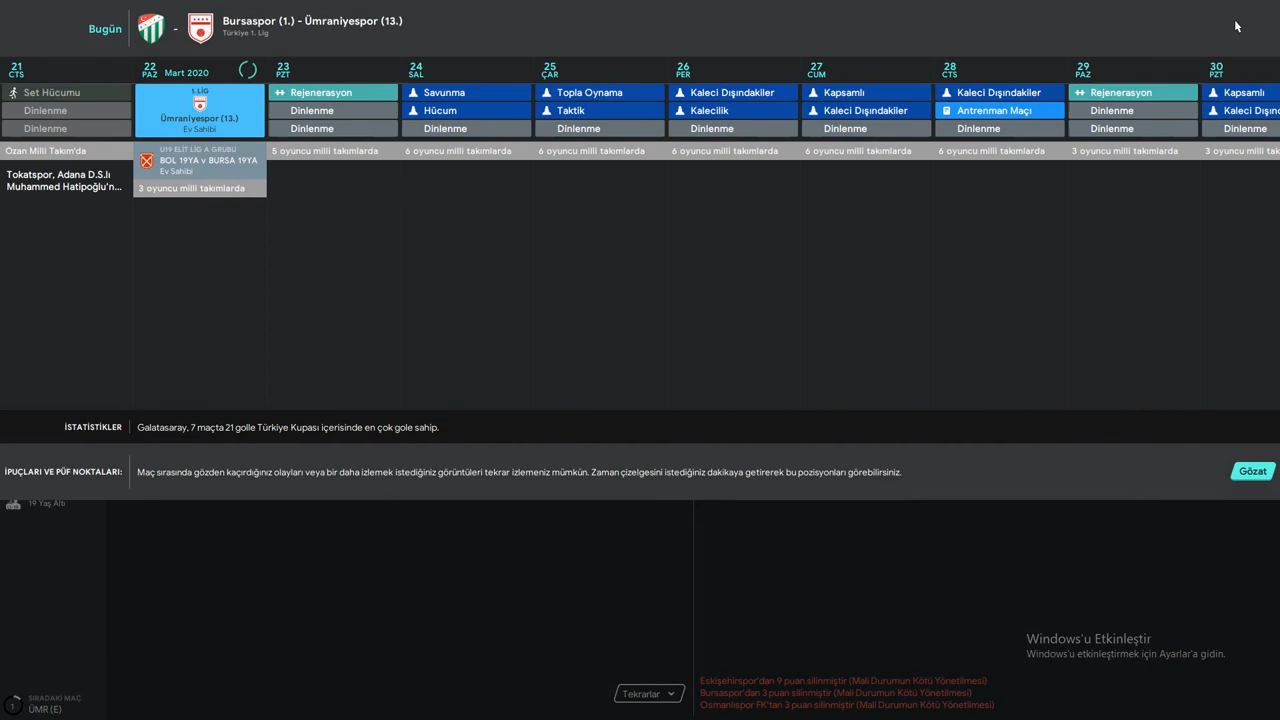 Bugün
Bursaspor (1.) - Ümraniyespor (13.)
Türkiye 1. Lig
21 CTS
22 PAZ Mart 2020
23 PZT
24 SAL
25 ÇAR
26 PER
27 CUM
28 CTS
29 PAZ
30 PZT
Set Hücumu
Dinlenme
Dinlenme
1. LİG
Ümraniyespor (13.)
Ev Sahibi
Rejenerasyon
Dinlenme
Dinlenme
Savunma
Hücum
Dinlenme
Topla Oynama
Taktik
Dinlenme
Kaleci Dışındakiler
Kalecilik
Dinlenme
Kapsamlı
Kaleci Dışındakiler
Dinlenme
Kaleci Dışındakiler
Antrenman Maçı
Dinlenme
Rejenerasyon
Dinlenme
Dinlenme
Kapsamlı
Kaleci Dışınd
Dinlenme
Ozan Milli Takım'da
Tokatspor, Adana D.S.lı
Muhammed Hatipoğlu'n...
U19 ELİT LİG A GRUBU
BOL 19YA v BURSA 19YA
Ev Sahibi
3 oyuncu milli takımlarda
5 oyuncu milli takımlarda
6 oyuncu milli takımlarda
6 oyuncu milli takımlarda
6 oyuncu milli takımlarda
6 oyuncu milli takımlarda
6 oyuncu milli takımlarda
3 oyuncu milli takımlarda
3 oyuncu milli tak
İSTATİSTİKLER
Galatasaray, 7 maçta 21 golle Türkiye Kupası içerisinde en çok gole sahip.
İPUÇLARI VE PÜF NOKTALARI:
Maç sırasında gözden kaçırdığınız olayları veya bir daha izlemek istediğiniz görüntüleri tekrar izlemeniz mümkün. Zaman çizelgesini istediğiniz dakikaya getirerek bu pozisyonları görebilirsiniz.
Gözat
19 Yaş Altı
Windows'u Etkinleştir
Windows'u etkinleştirmek için Ayarlar'a gidin.
Eskişehirspor'dan 9 puan silinmiştir (Mali Durumun Kötü Yönetilmesi)
Bursaspor'dan 3 puan silinmiştir (Mali Durumun Kötü Yönetilmesi)
Osmanlıspor FK'tan 3 puan silinmiştir (Mali Durumun Kötü Yönetilmesi)
Tekrarlar
1
SIRADAKİ MAÇ
ÜMR (E)